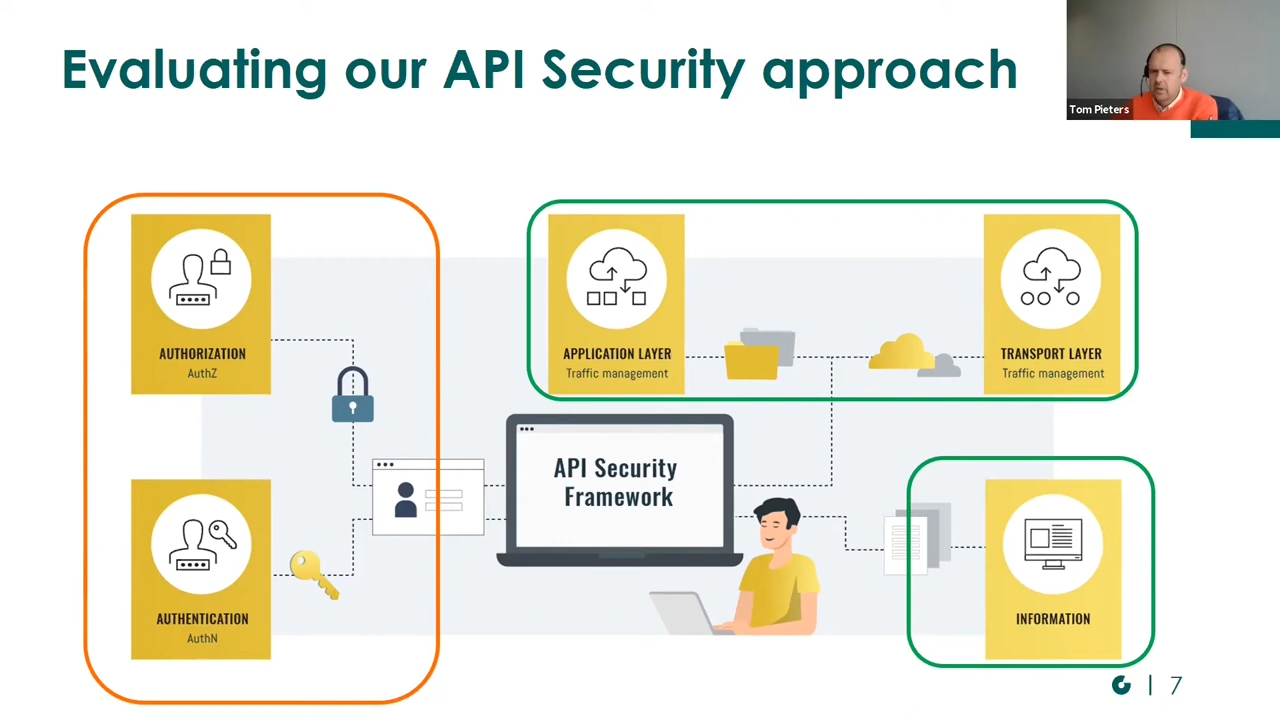 Evaluating our API Security approach
Tom Pieters
AUTHORIZATION
AuthZ
APPLICATION LAYER
Traffic management
TRANSPORT LAYER
Traffic management
API Security
Framework
AUTHENTICATION
AuthN
INFORMATION
7